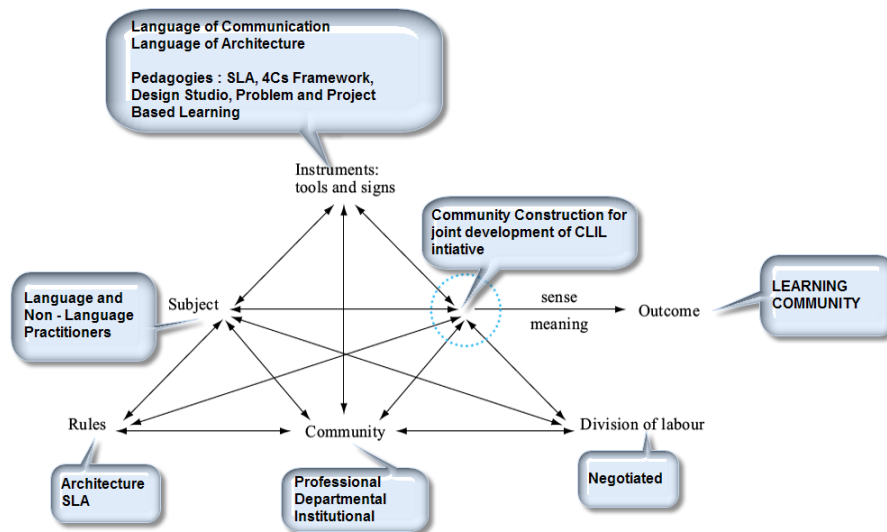 Language of Communication
Language of Architecture
Pedagogies : SLA, 4Cs Framework,
Design Studio, Problem and Project
Based Learning
Instruments:
tools and signs
Community Construction for
joint development of CLIL
intiative
Language and
Non - Language
Practitioners
Subject
sense
meaning
Outcome
LEARNING
COMMUNITY
Rules
Community
Division of labour
Architecture
SLA
Professional
Departmental
Institutional
Negotiated